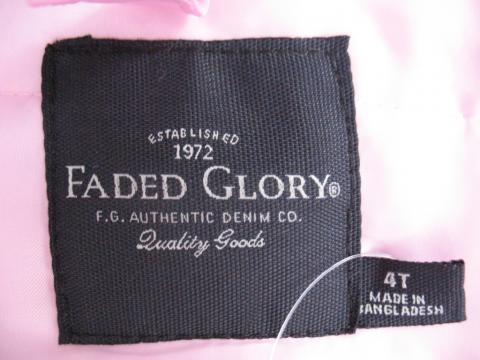 ESTABLISHED
1972
FADED GLORY®
F.G. AUTHENTIC DENIM CO.
Quality Goods
4T
MADE IN
BANGLADESH